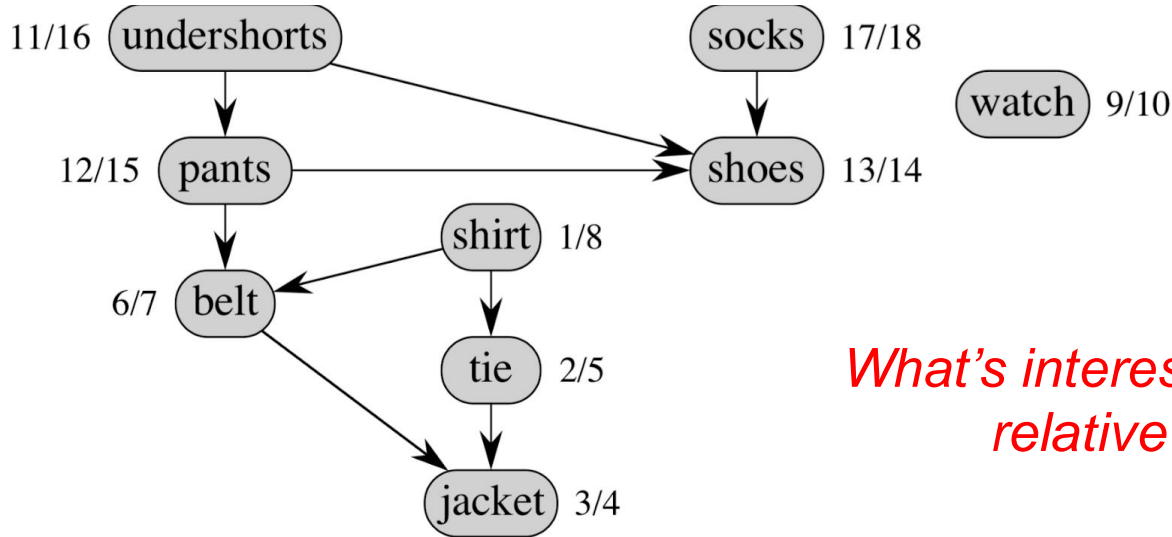 11/16 undershorts socks 17/18
watch 9/10
12/15 pants shoes 13/14
shirt 1/8
6/7 belt
tie 2/5
What's interes
relative
jacket 3/4